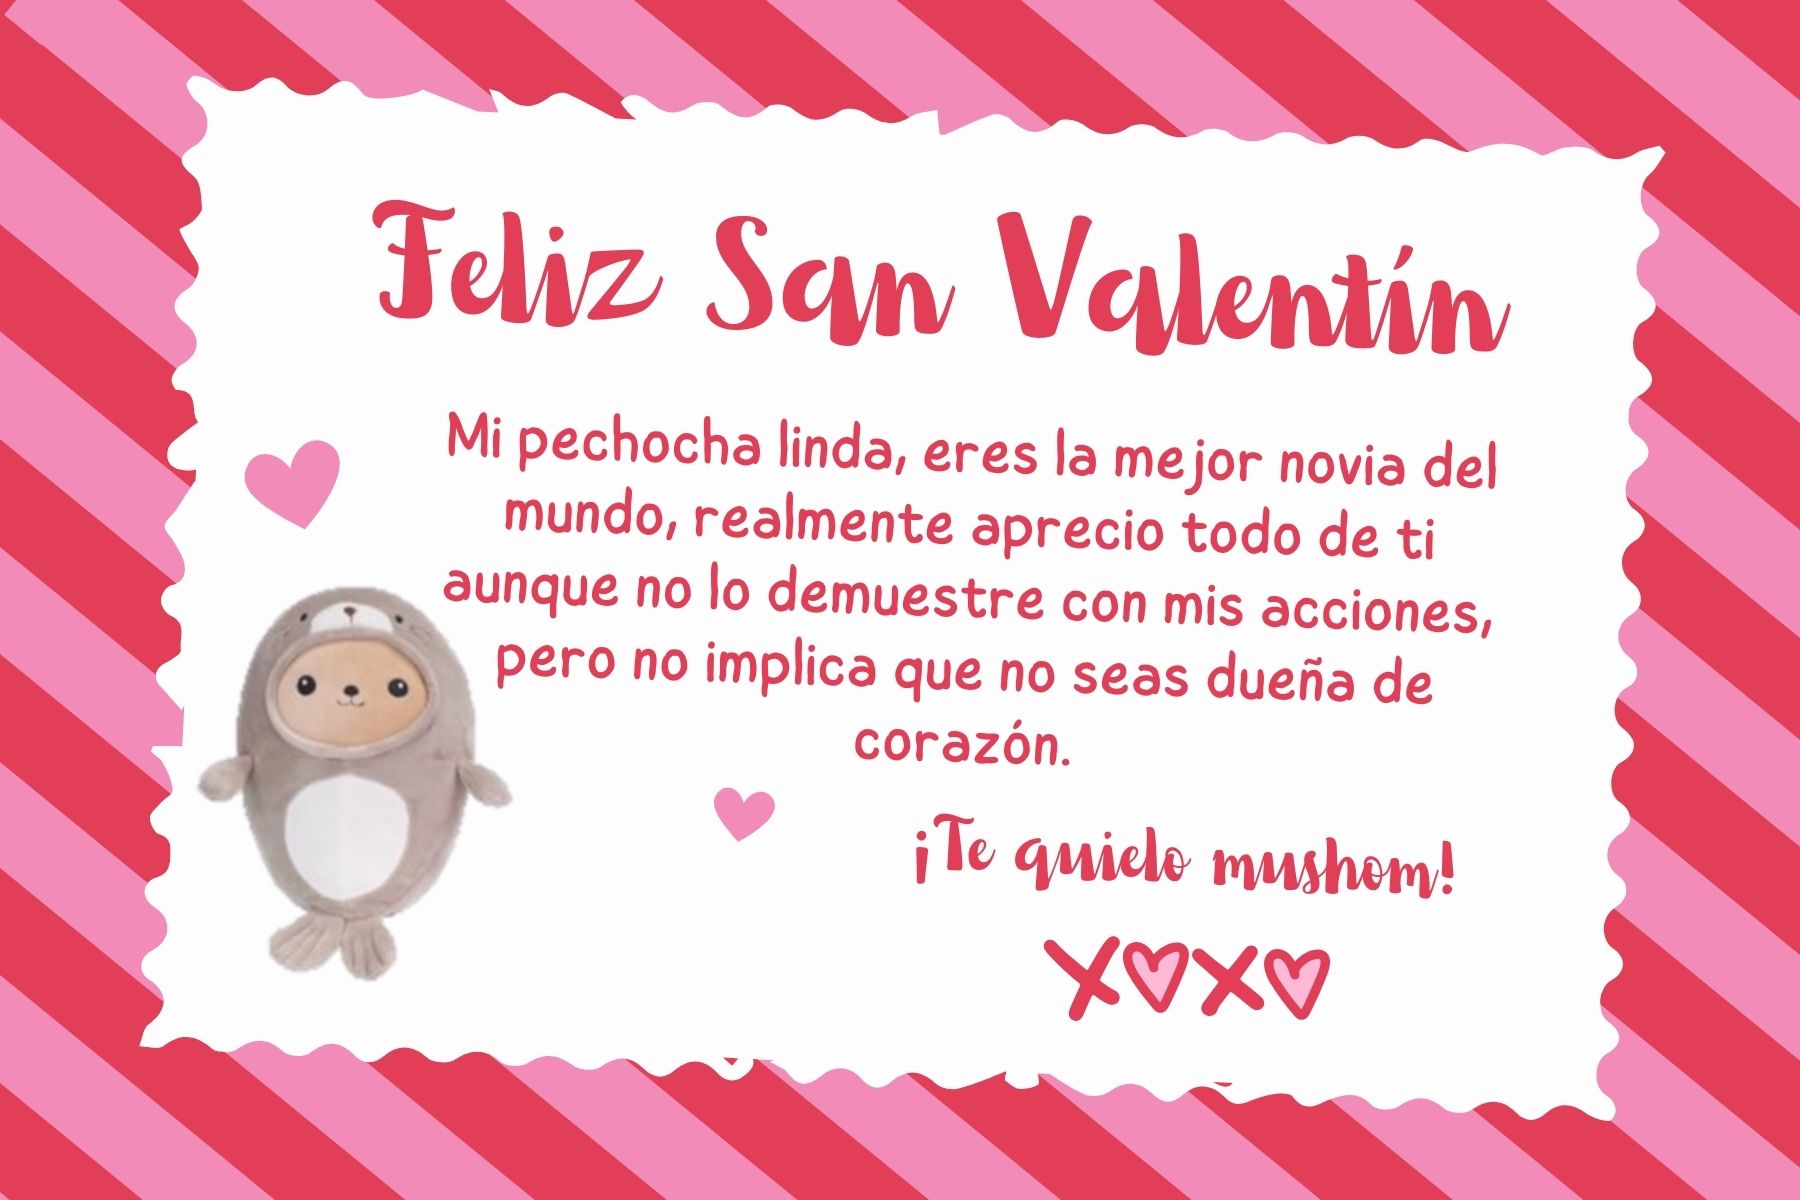 Feliz San Valentín
Mi pechocha linda, eres la mejor novia del
mundo, realmente aprecio todo de ti
aunque no lo demuestre con mis acciones,
pero no implica que no seas dueña de
corazón.
¡Te quielo mushom!
XOXO